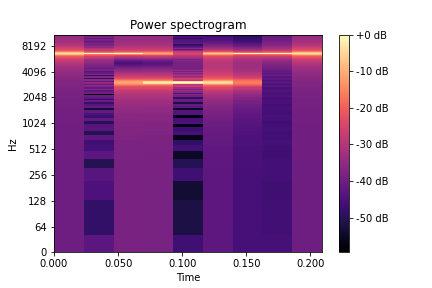 Power spectrogram
8192
4096
2048
1024
512
256
128
64
0
Hz
0.000 0.050 0.100 0.150 0.200
Time
+0 dB
-10 dB
-20 dB
-30 dB
-40 dB
-50 dB